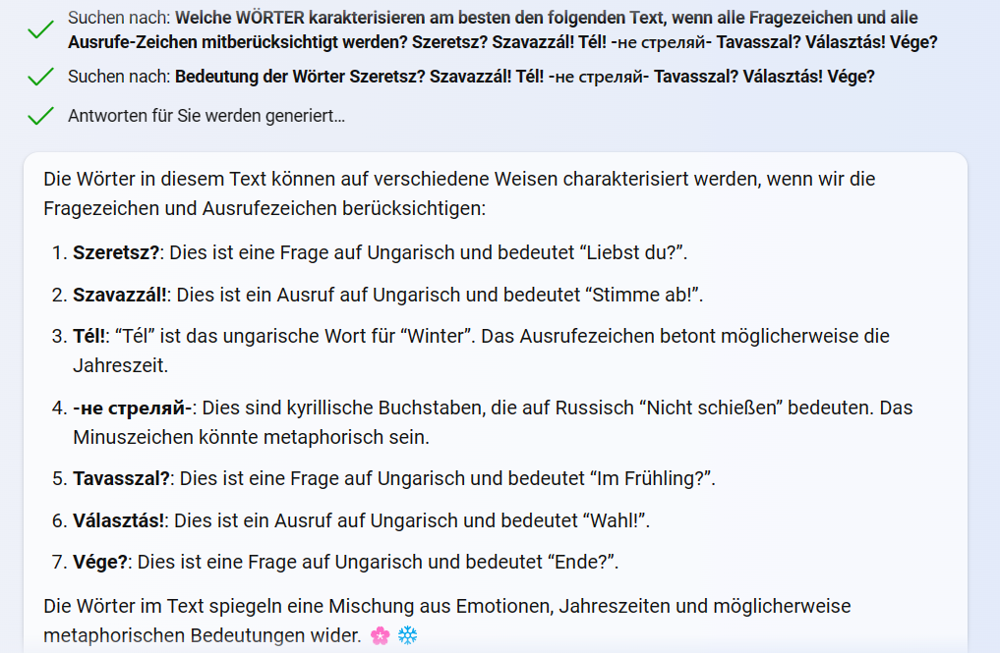 Suchen nach: Welche WÖRTER karakterisieren am besten den folgenden Text, wenn alle Fragezeichen und alle
Ausrufe-Zeichen mitberücksichtigt werden? Szeretsz? Szavazzál! Tél! -не стреляй- Tavasszal? Választás! Vége?
Suchen nach: Bedeutung der Wörter Szeretsz? Szavazzál! Tél! -не стреляй- Tavasszal? Választás! Vége?
Antworten für Sie werden generiert...
Die Wörter in diesem Text können auf verschiedene Weisen charakterisiert werden, wenn wir die
Fragezeichen und Ausrufezeichen berücksichtigen:
1. Szeretsz?: Dies ist eine Frage auf Ungarisch und bedeutet “Liebst du?”.
2. Szavazzál!: Dies ist ein Ausruf auf Ungarisch und bedeutet “Stimme ab!”.
3. Tél!: “Tél” ist das ungarische Wort für “Winter”. Das Ausrufezeichen betont möglicherweise die
Jahreszeit.
4. -не стреляй-: Dies sind kyrillische Buchstaben, die auf Russisch “Nicht schießen” bedeuten. Das
Minuszeichen könnte metaphorisch sein.
5. Tavasszal?: Dies ist eine Frage auf Ungarisch und bedeutet “Im Frühling?”.
6. Választás!: Dies ist ein Ausruf auf Ungarisch und bedeutet “Wahl!”.
7. Vége?: Dies ist eine Frage auf Ungarisch und bedeutet “Ende?”.
Die Wörter im Text spiegeln eine Mischung aus Emotionen, Jahreszeiten und möglicherweise
metaphorischen Bedeutungen wider. 🌸❄️